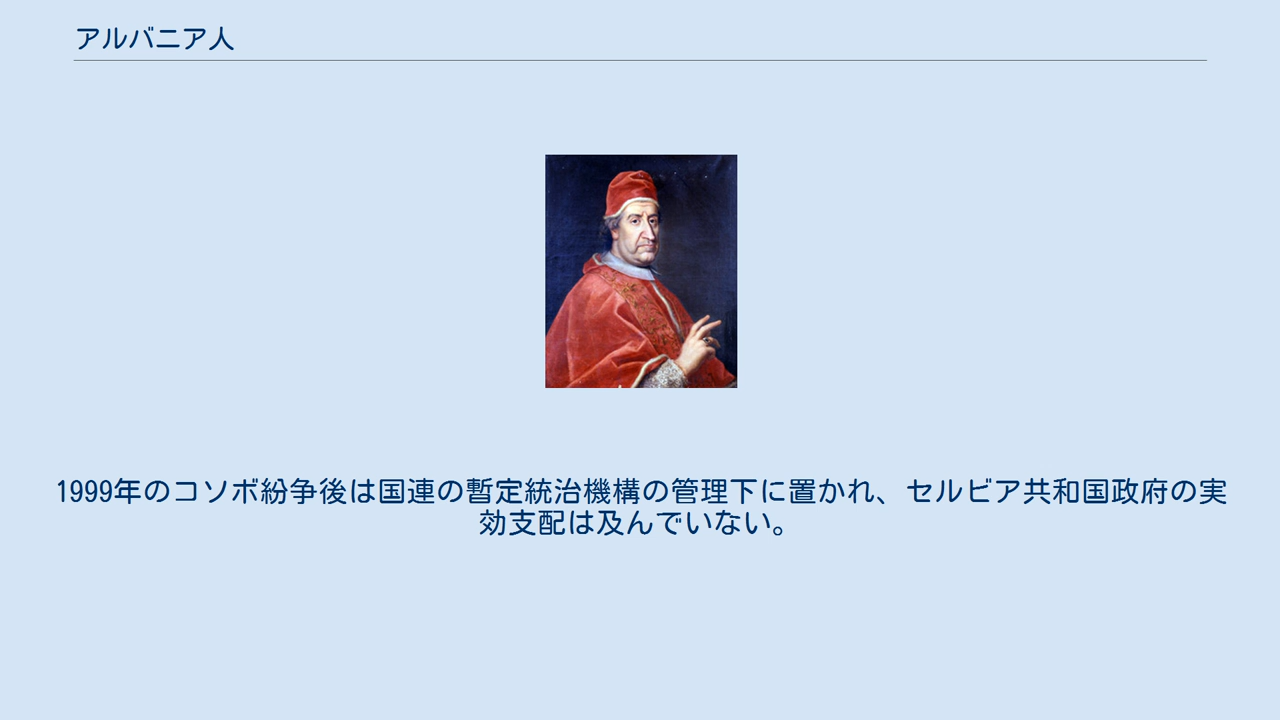 アルバニア人
1999年のコソボ紛争後は国連の暫定統治機構の管理下に置かれ、セルビア共和国政府の実
効支配は及んでいない。